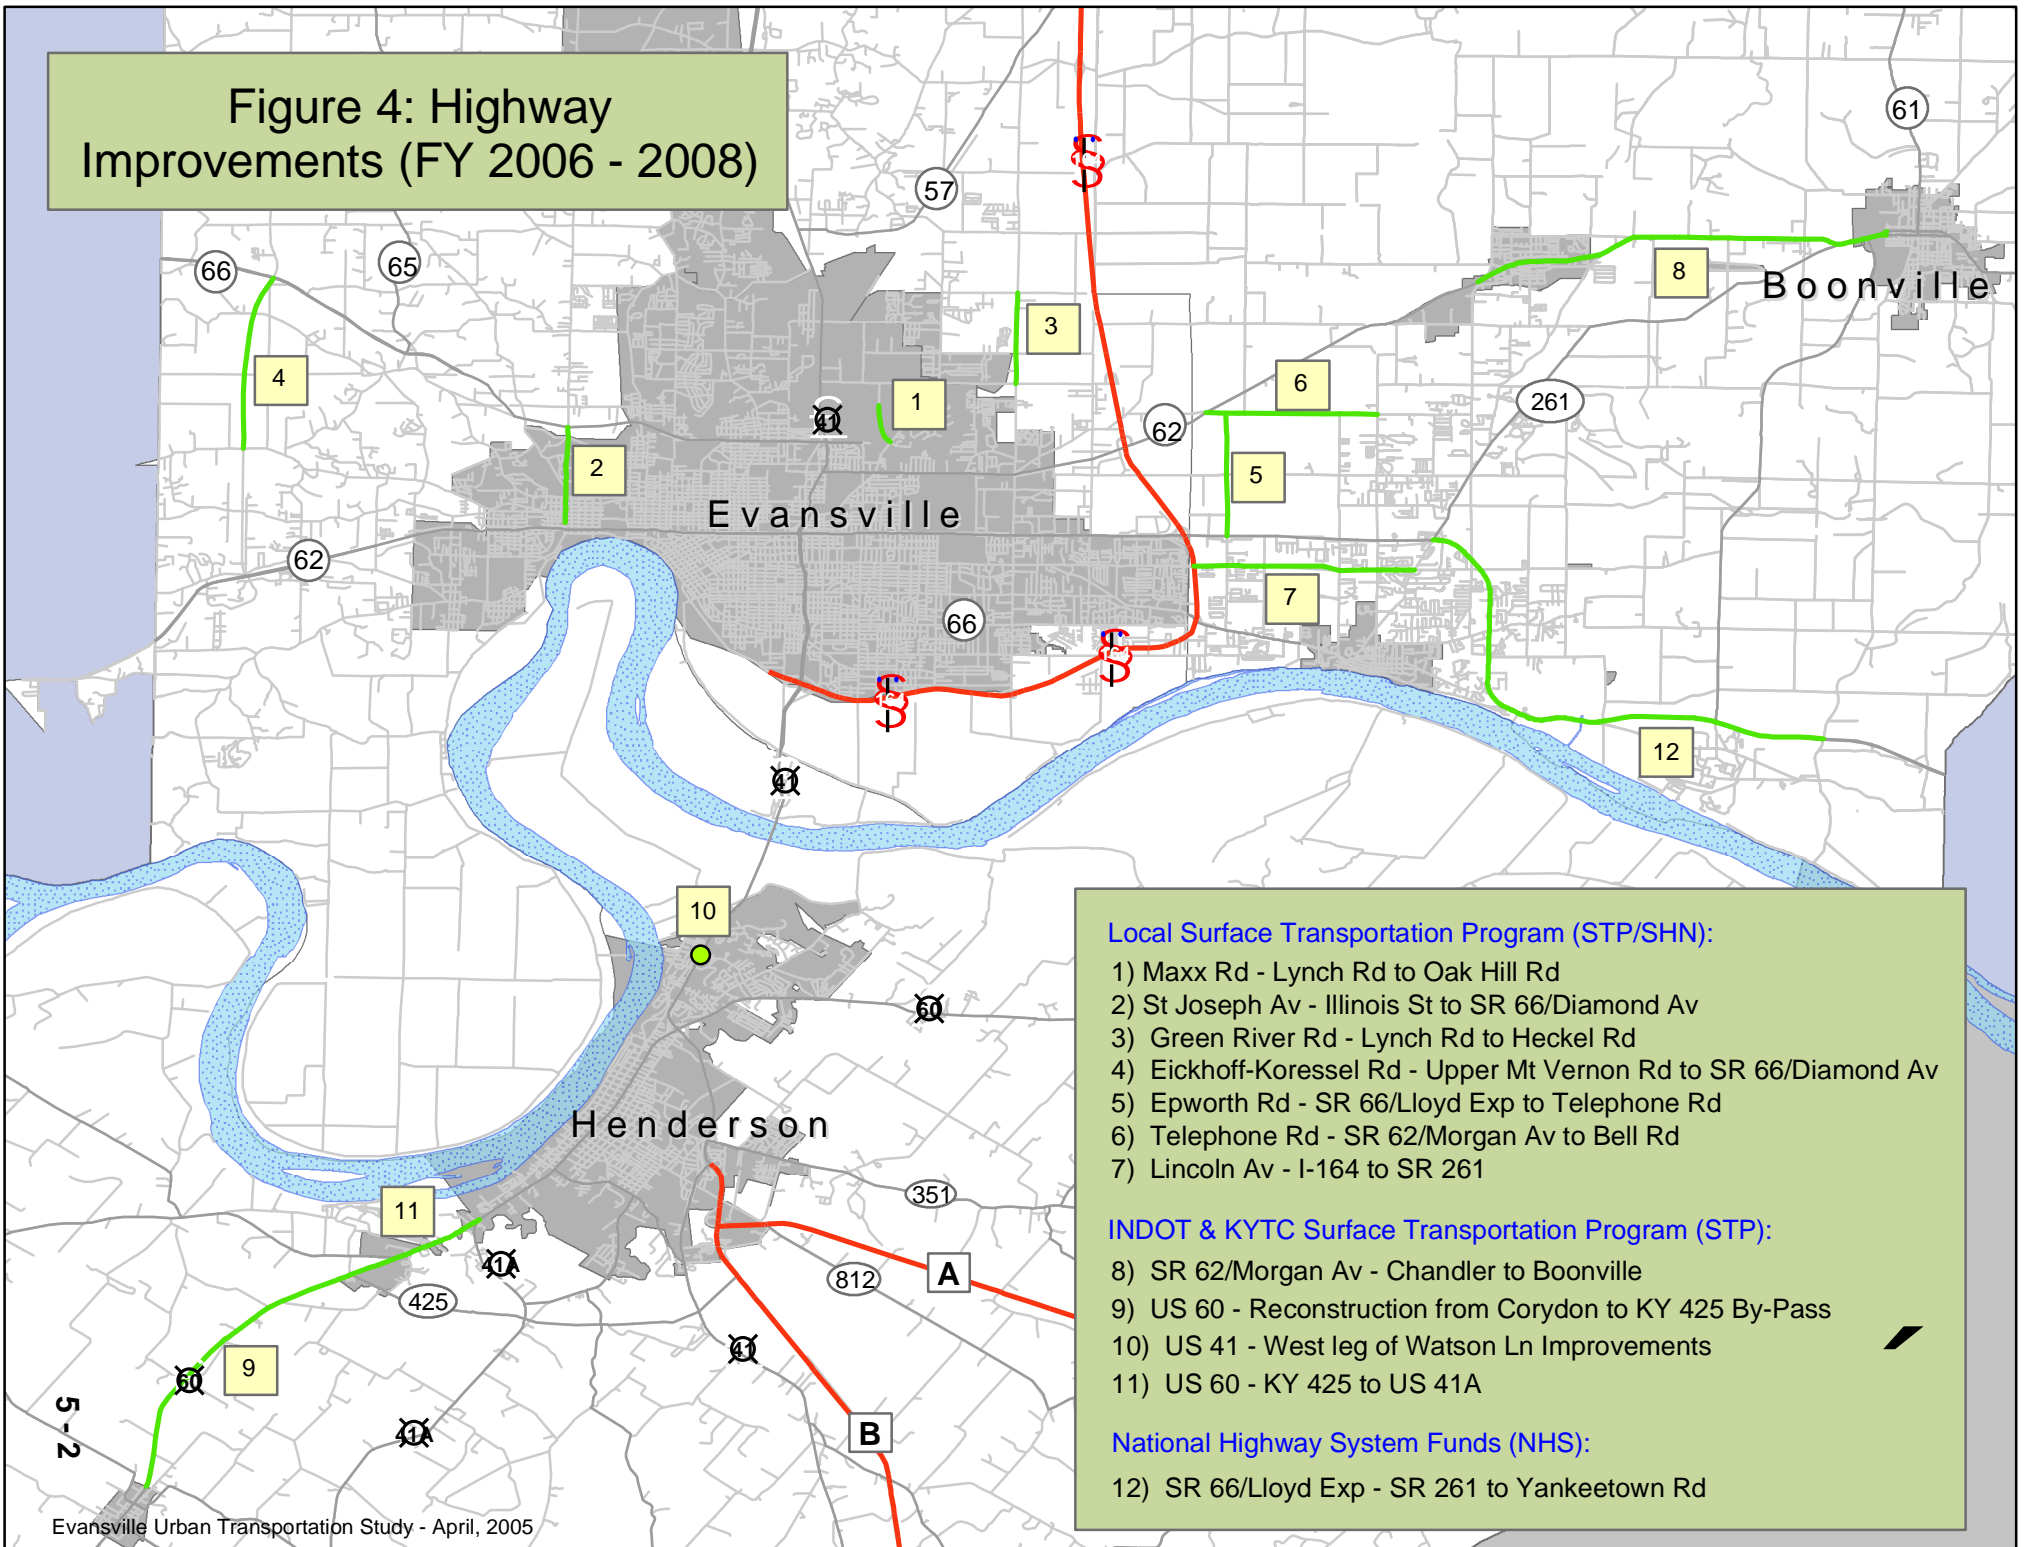 Figure 4: Highway
Improvements (FY 2006 - 2008)
61
57
66
65
8
Boonville
3
4
6
1
261
41
62
2
5
Evansville
62
7
66
164
12
41
10
60
Local Surface Transportation Program (STP/SHN):
1) Maxx Rd - Lynch Rd to Oak Hill Rd
2) St Joseph Av - Illinois St to SR 66/Diamond Av
3) Green River Rd - Lynch Rd to Heckel Rd
4) Eickhoff-Koressel Rd - Upper Mt Vernon Rd to SR 66/Diamond Av
5) Epworth Rd - SR 66/Lloyd Exp to Telephone Rd
6) Telephone Rd - SR 62/Morgan Av to Bell Rd
7) Lincoln Av - I-164 to SR 261
INDOT & KYTC Surface Transportation Program (STP):
8) SR 62/Morgan Av - Chandler to Boonville
9) US 60 - Reconstruction from Corydon to KY 425 By-Pass
10) US 41 - West leg of Watson Ln Improvements
11) US 60 - KY 425 to US 41A
National Highway System Funds (NHS):
12) SR 66/Lloyd Exp - SR 261 to Yankeetown Rd
Henderson
351
11
41A
812
A
425
41
9
60
41A
B
5 - 2
Evansville Urban Transportation Study - April, 2005